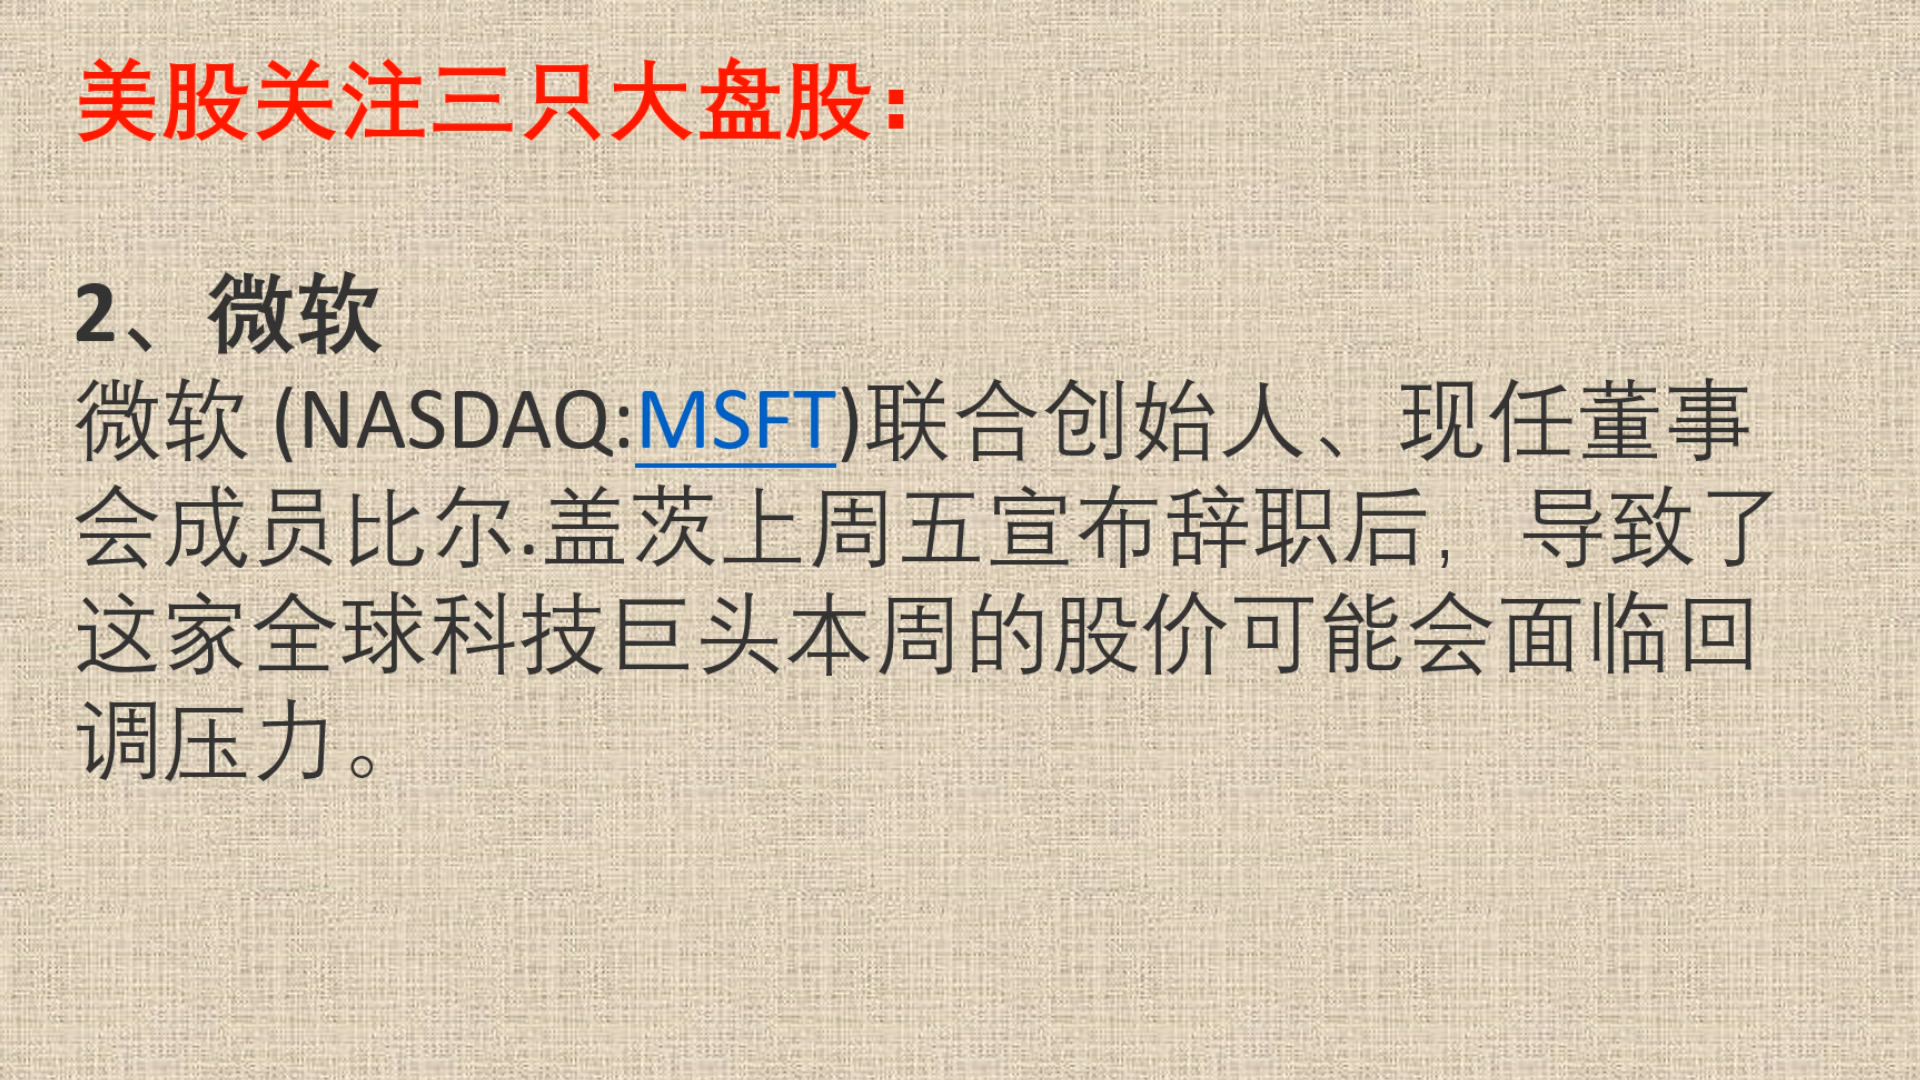 美股关注三只大盘股：
2、微软
微软 (NASDAQ:MSFT)联合创始人、现任董事
会成员比尔.盖茨上周五宣布辞职后，导致了
这家全球科技巨头本周的股价可能会面临回
调压力。